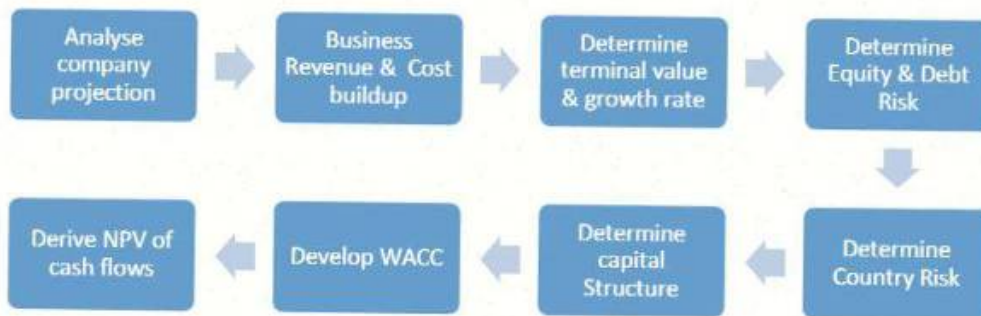 Analyse
company
projection
Business
Revenue & Cost
buildup
Determine
terminal value
& growth rate
Determine
Equity & Debt
Risk
Determine
Country Risk
Determine
capital
Structure
Develop WACC
Derive NPV of
cash flows